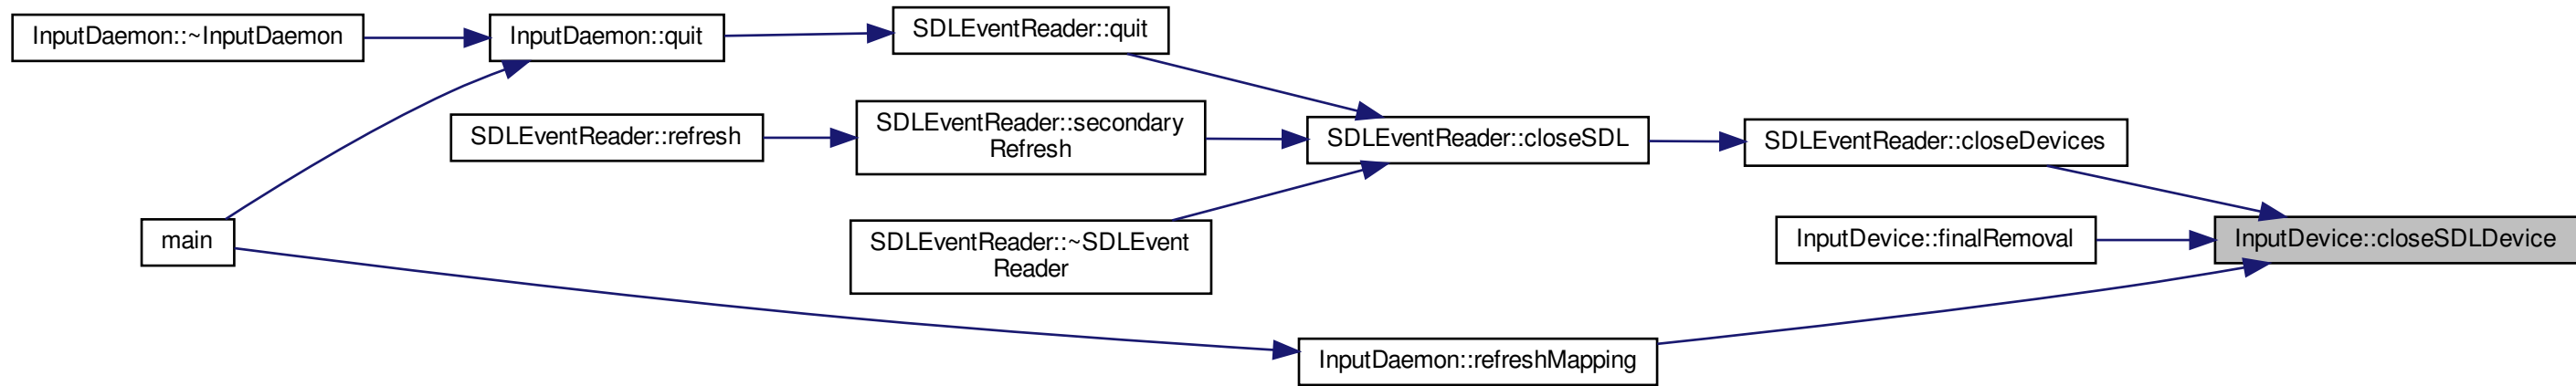 InputDaemon::~InputDaemon
InputDaemon::quit
SDLEventReader::quit
SDLEventReader::refresh
SDLEventReader::secondary
Refresh
SDLEventReader::closeSDL
SDLEventReader::closeDevices
main
SDLEventReader::~SDLEvent
Reader
InputDevice::finalRemoval
InputDevice::closeSDLDevice
InputDaemon::refreshMapping